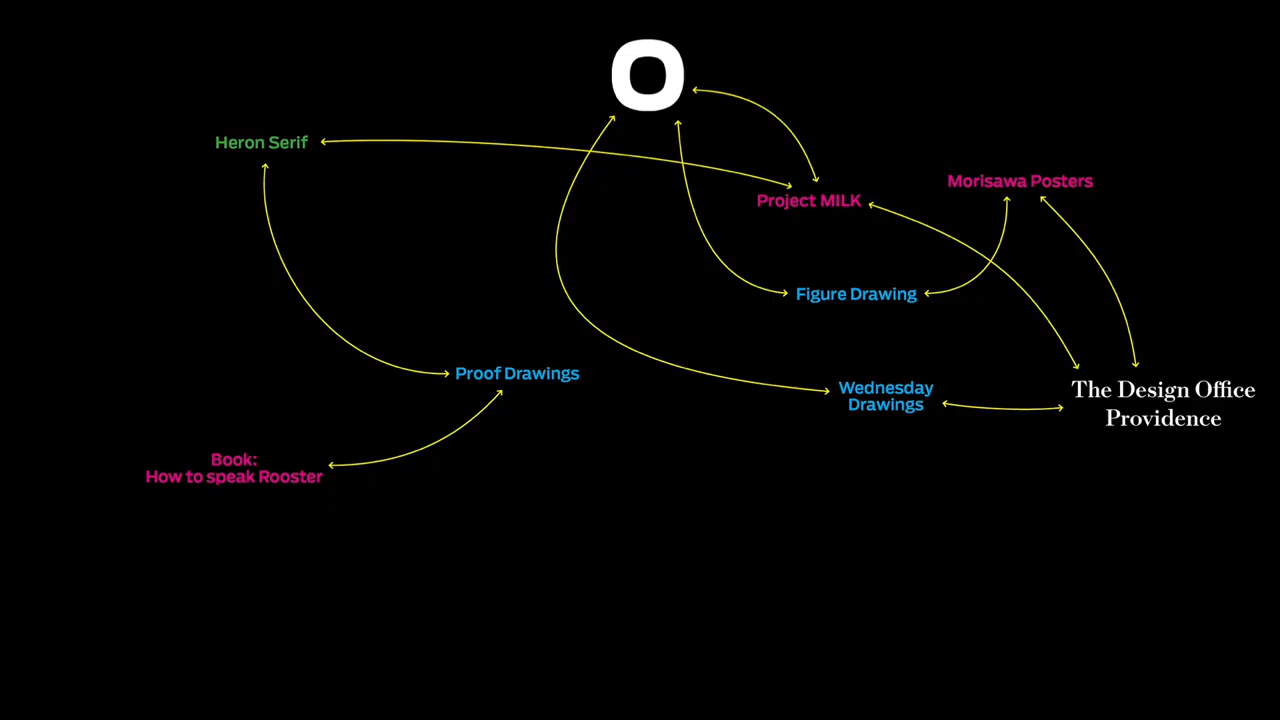 O
Heron Serif
Project MILK
Morisawa Posters
Figure Drawing
Proof Drawings
Wednesday
Drawings
The Design Office
Providence
Book:
How to speak Rooster